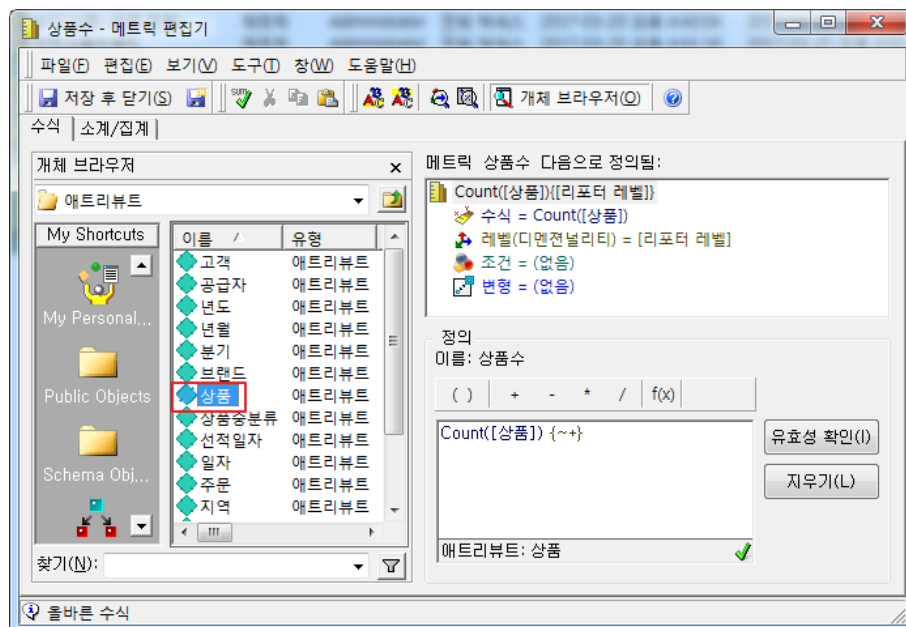 상품수 - 메트릭 편집기
파일(F) 편집(E) 보기(V) 도구(T) 창(W) 도움말(H)
저장 후 닫기(S) 개체 브라우저(O)
수식 소계/집계
개체 브라우저
애트리뷰트
My Shortcuts
My Personal...
Public Objects
Schema Obj...
이름 유형
고객 애트리뷰트
공급자 애트리뷰트
년도 애트리뷰트
년월 애트리뷰트
분기 애트리뷰트
브랜드 애트리뷰트
상품 애트리뷰트
상품중분류 애트리뷰트
선적일자 애트리뷰트
일자 애트리뷰트
주문 애트리뷰트
지역 애트리뷰트
찾기(N):
메트릭 상품수 다음으로 정의됨:
Count([상품]){[리포터 레벨]}
수식 = Count([상품])
레벨(디멘젼널리티) = [리포터 레벨]
조건 = (없음)
변형 = (없음)
정의
이름: 상품수
( ) + - * / f(x)
Count([상품]) {~+}
유효성 확인(I)
지우기(L)
애트리뷰트: 상품
올바른 수식